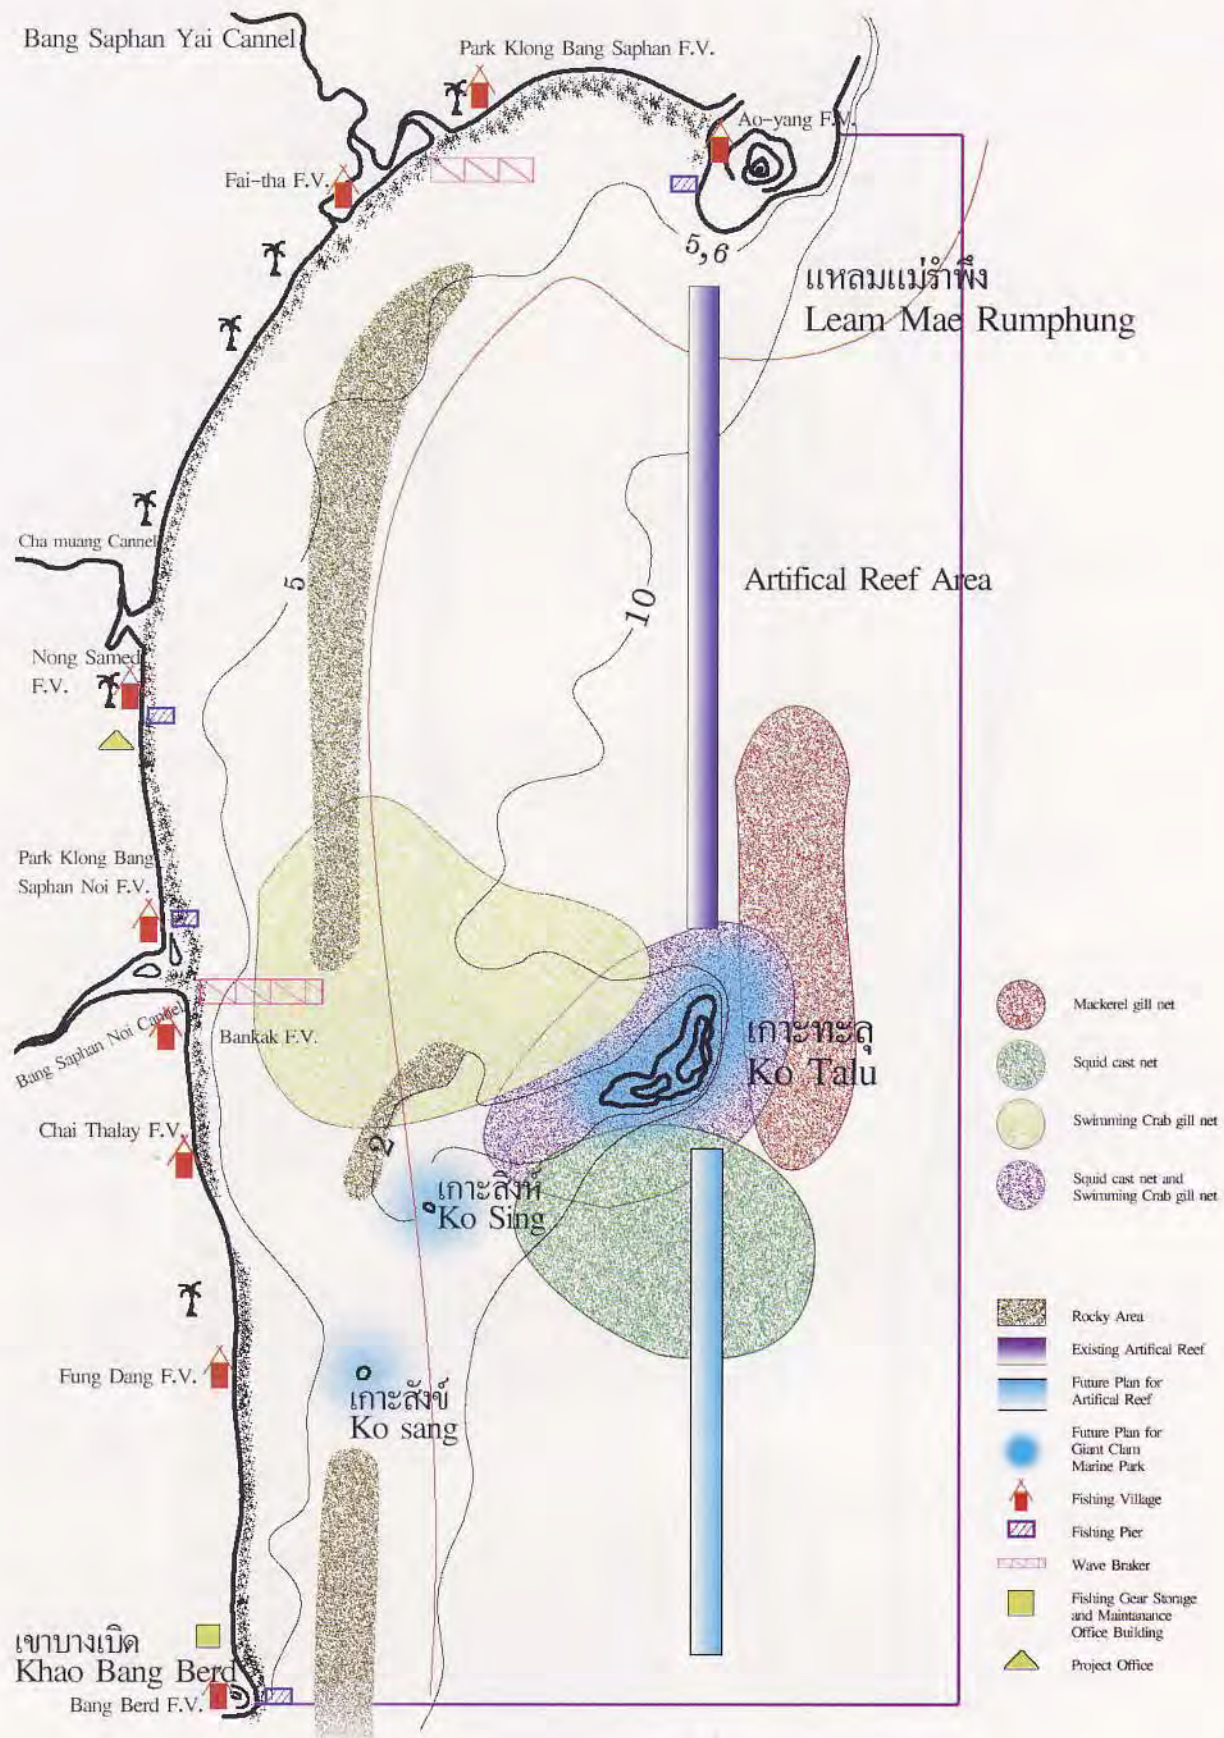 Bang Saphan Yai Cannel
Park Klong Bang Saphan F.V.
Ao-yang F.V.
Fai-tha F.V.
5,6
แหลมแม่รำพึง
Leam Mae Rumphung
Cha muang Cannel
5
10
Artifical Reef Area
Nong Samed
F.V.
Park Klong Bang
Saphan Noi F.V.
Bang Saphan Noi Cannel
Bankak F.V.
เกาะทะลุ
Ko Talu
Chai Thalay F.V.
2
เกาะสิงห์
Ko Sing
Fung Dang F.V.
เกาะสังข์
Ko sang
เขาบางเบิด
Khao Bang Berd
Bang Berd F.V.
Mackerel gill net
Squid cast net
Swimming Crab gill net
Squid cast net and
Swimming Crab gill net
Rocky Area
Existing Artifical Reef
Future Plan for
Artifical Reef
Future Plan for
Giant Clam
Marine Park
Fishing Village
Fishing Pier
Wave Braker
Fishing Gear Storage
and Maintanance
Office Building
Project Office